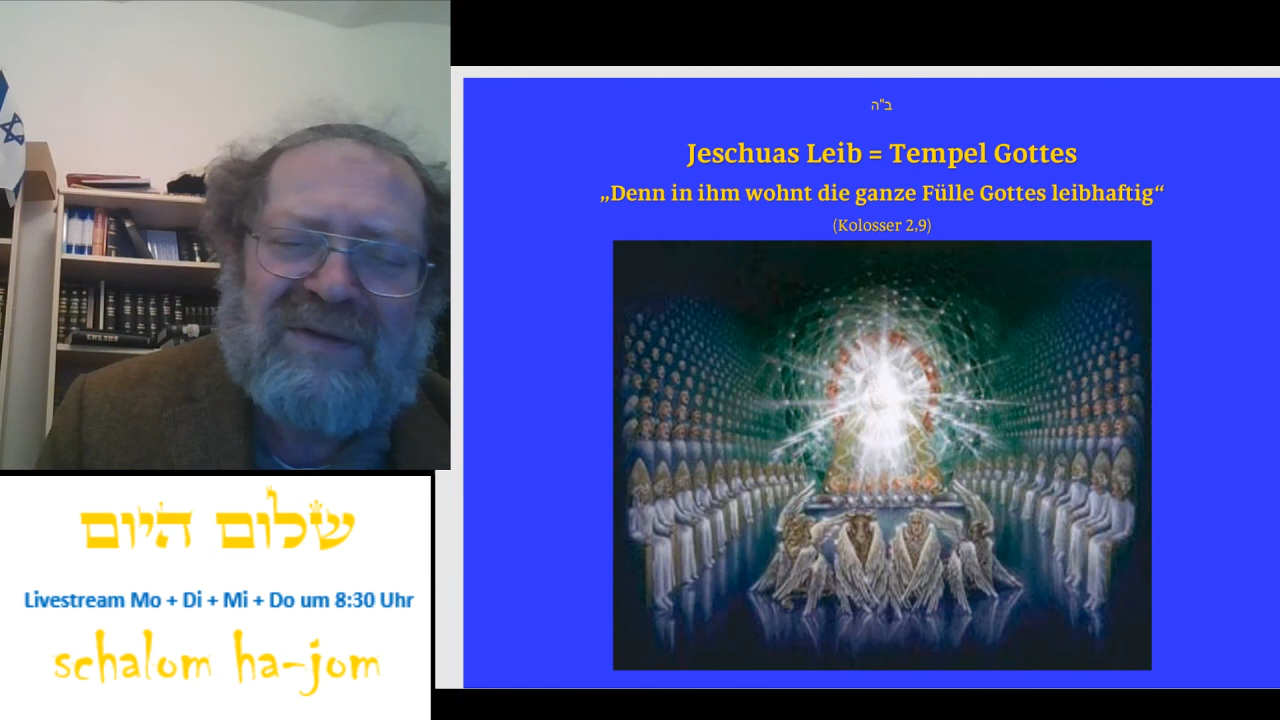 ב"ה
Jeschuas Leib = Tempel Gottes
„Denn in ihm wohnt die ganze Fülle Gottes leibhaftig“
(Kolosser 2,9)
שלום היום
Livestream Mo + Di + Mi + Do um 8:30 Uhr
schalom ha-jom